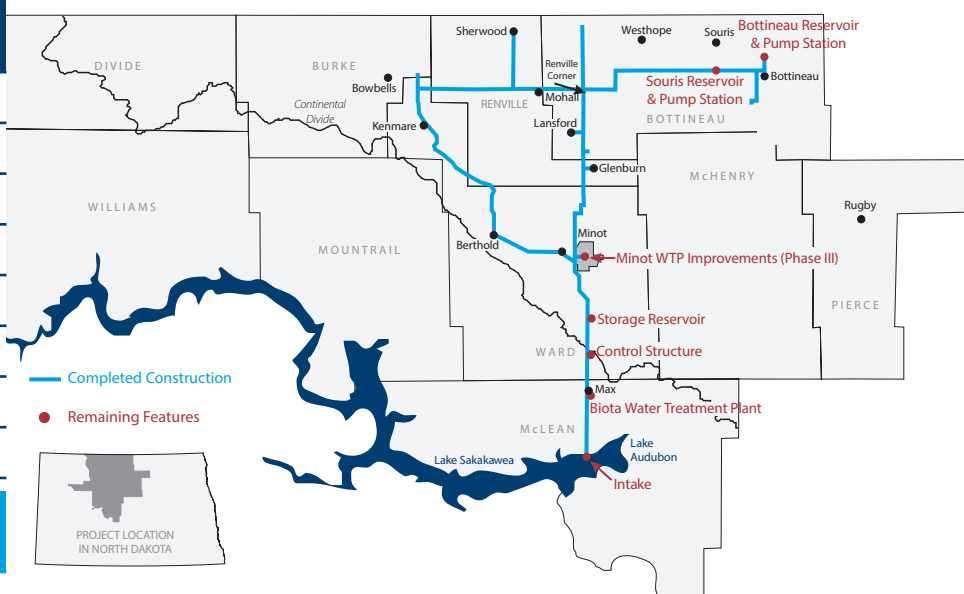 Sherwood
Westhope
Souris
Bottineau Reservoir
& Pump Station
DIVIDE
BURKE
Bowbells
Renville
Corner
Souris Reservoir
& Pump Station
Bottineau
Continental
Divide
RENVILLE
Mohall
BOTTINEAU
Kenmare
Lansford
Glenburn
McHENRY
WILLIAMS
Rugby
MOUNTRAIL
Berthold
Minot
Minot WTP Improvements (Phase III)
PIERCE
Storage Reservoir
WARD
Control Structure
Completed Construction
Max
Biota Water Treatment Plant
Remaining Features
McLEAN
Lake Sakakawea
Lake
Audubon
Intake
PROJECT LOCATION
IN NORTH DAKOTA